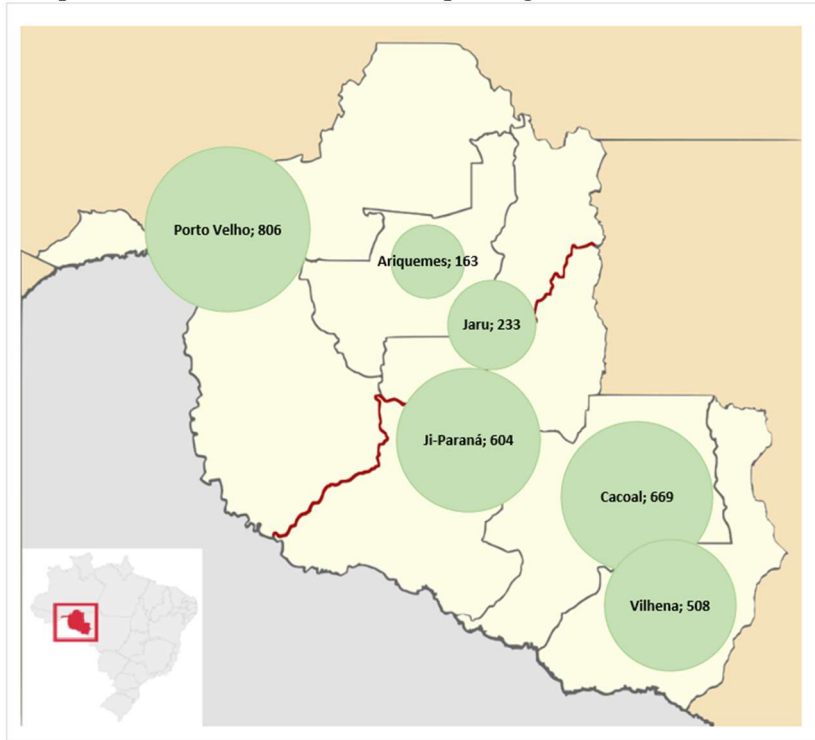 Porto Velho; 806
Ariquemes; 163
Jaru; 233
Ji-Paraná; 604
Cacoal; 669
Vilhena; 508